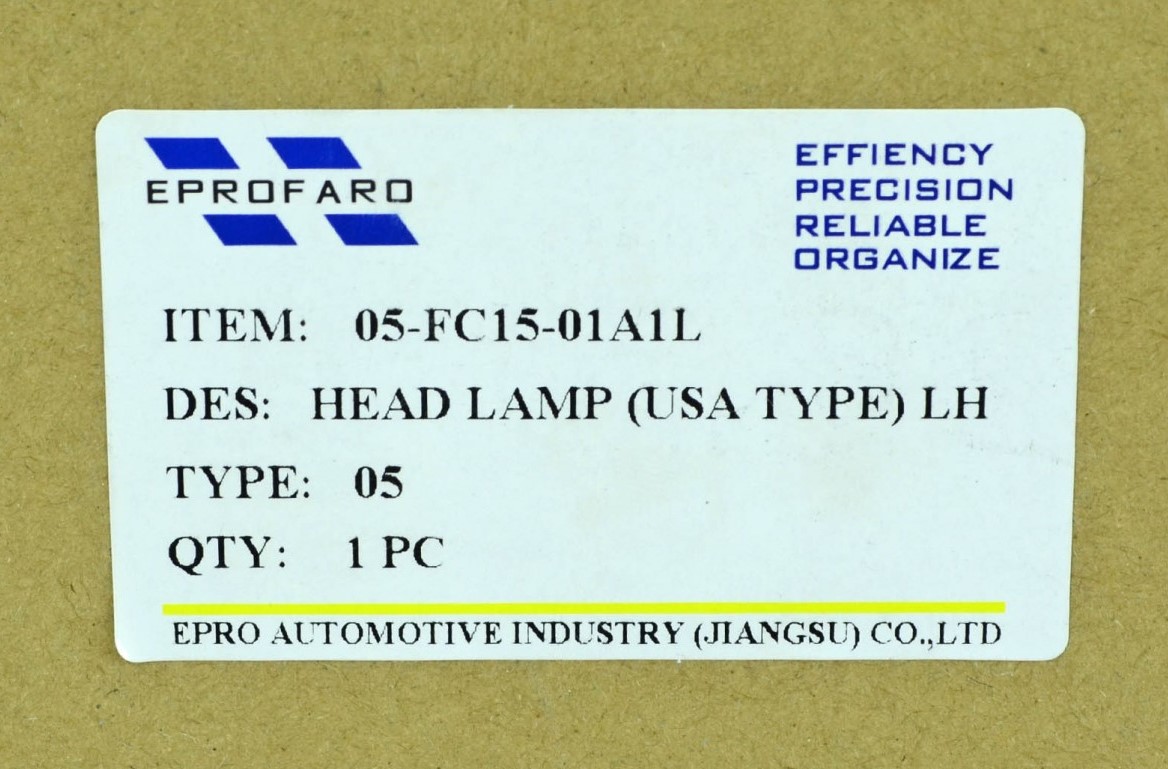 EPROFARO
EFFIENCY
PRECISION
RELIABLE
ORGANIZE
ITEM: 05-FC15-01A1L
DES: HEAD LAMP (USA TYPE) LH
TYPE: 05
QTY: 1 PC
EPRO AUTOMOTIVE INDUSTRY (JIANGSU) CO.,LTD